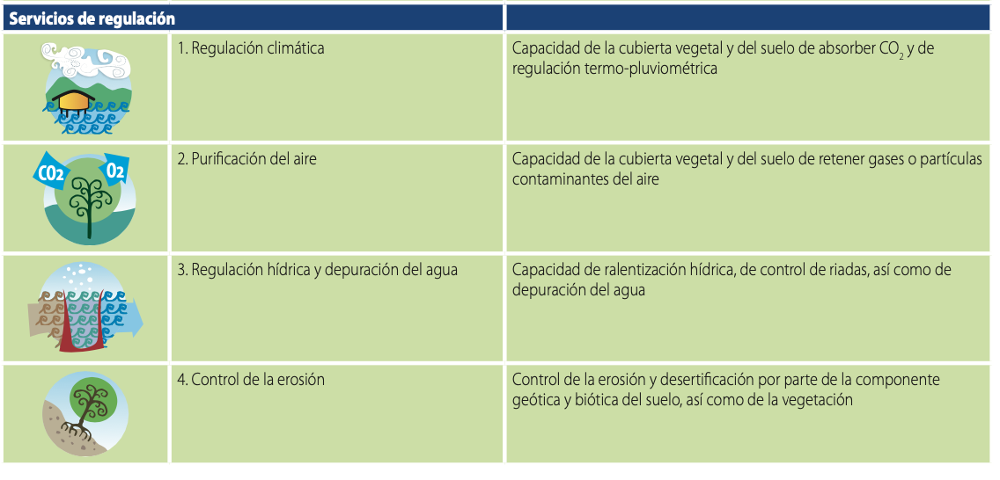 Servicios de regulación
1. Regulación climática
Capacidad de la cubierta vegetal y del suelo de absorber CO₂ y de
regulación termo-pluviométrica
CO2
O2
2. Purificación del aire
Capacidad de la cubierta vegetal y del suelo de retener gases o partículas
contaminantes del aire
3. Regulación hídrica y depuración del agua
Capacidad de ralentización hídrica, de control de riadas, así como de
depuración del agua
4. Control de la erosión
Control de la erosión y desertificación por parte de la componente
geótica y biótica del suelo, así como de la vegetación